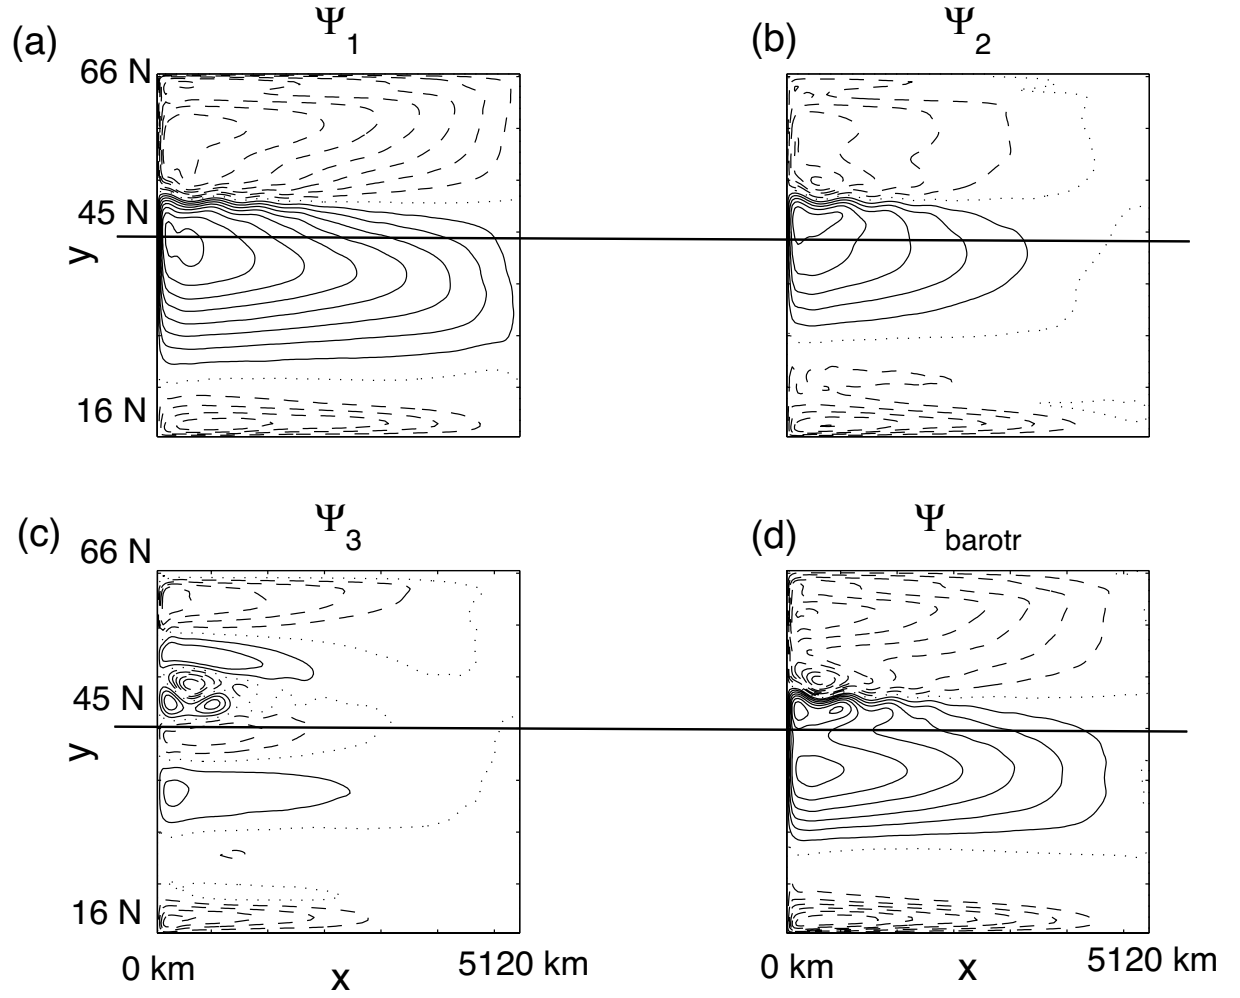 (a) Ψ1 (b) Ψ2
66 N
45 N
y
16 N
(c) Ψ3 (d) Ψbarotr
66 N
45 N
y
16 N
0 km x 5120 km 0 km x 5120 km